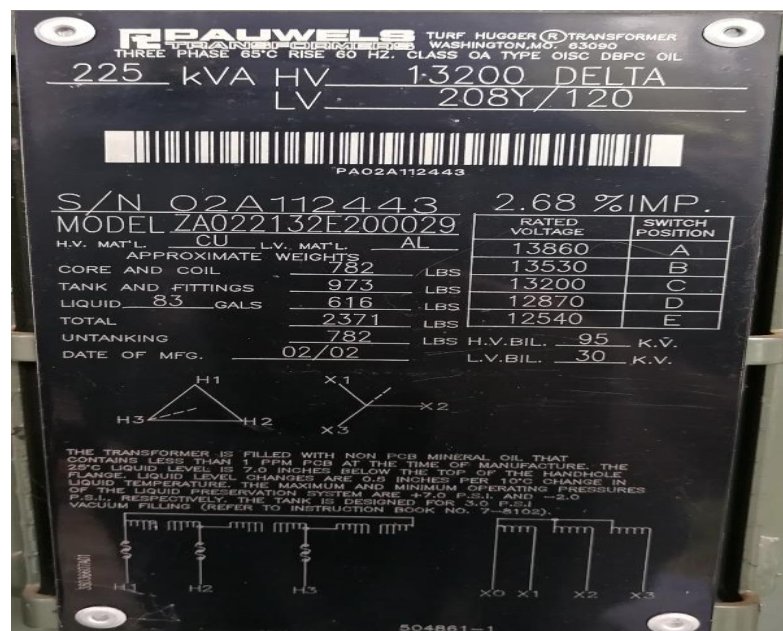 PAUWELS TURF HUGGER ® TRANSFORMER
TRANSFORMERS WASHINGTON, MO. 63090
THREE PHASE 65°C RISE 60 HZ. CLASS OA TYPE OISC DBPC OIL
225 kVA HV 13200 DELTA
LV 208Y/120
PA02A112443
S/N 02A112443 2.68 %IMP.
MODEL ZA022132E200029
H.V. MAT'L. CU L.V. MAT'L. AL
APPROXIMATE WEIGHTS
CORE AND COIL 782 LBS
TANK AND FITTINGS 973 LBS
LIQUID 83 GALS 616 LBS
TOTAL 2371 LBS
UNTANKING 782 LBS
DATE OF MFG. 02/02
RATED VOLTAGE SWITCH POSITION
13860 A
13530 B
13200 C
12870 D
12540 E
H.V.BIL. 95 K.V.
L.V.BIL. 30 K.V.
H1 X1
H3 H2 X2
X3
THE TRANSFORMER IS FILLED WITH NON PCB MINERAL OIL THAT
CONTAINS LESS THAN 1 PPM PCB AT THE TIME OF MANUFACTURE. THE
25°C LIQUID LEVEL IS 7.0 INCHES BELOW THE TOP OF THE HANDHOLE
FLANGE. LIQUID LEVEL CHANGES ARE 0.5 INCHES PER 10°C CHANGE IN
LIQUID TEMPERATURE. THE MAXIMUM AND MINIMUM OPERATING PRESSURES
OF THE LIQUID PRESERVATION SYSTEM ARE +7.0 P.S.I. AND -2.0
P.S.I., RESPECTIVELY. THE TANK IS DESIGNED FOR 3.0 P.S.I
VACUUM FILLING (REFER TO INSTRUCTION BOOK NO. 7-8102).
H1 H2 H3 X0 X1 X2 X3
504861-1